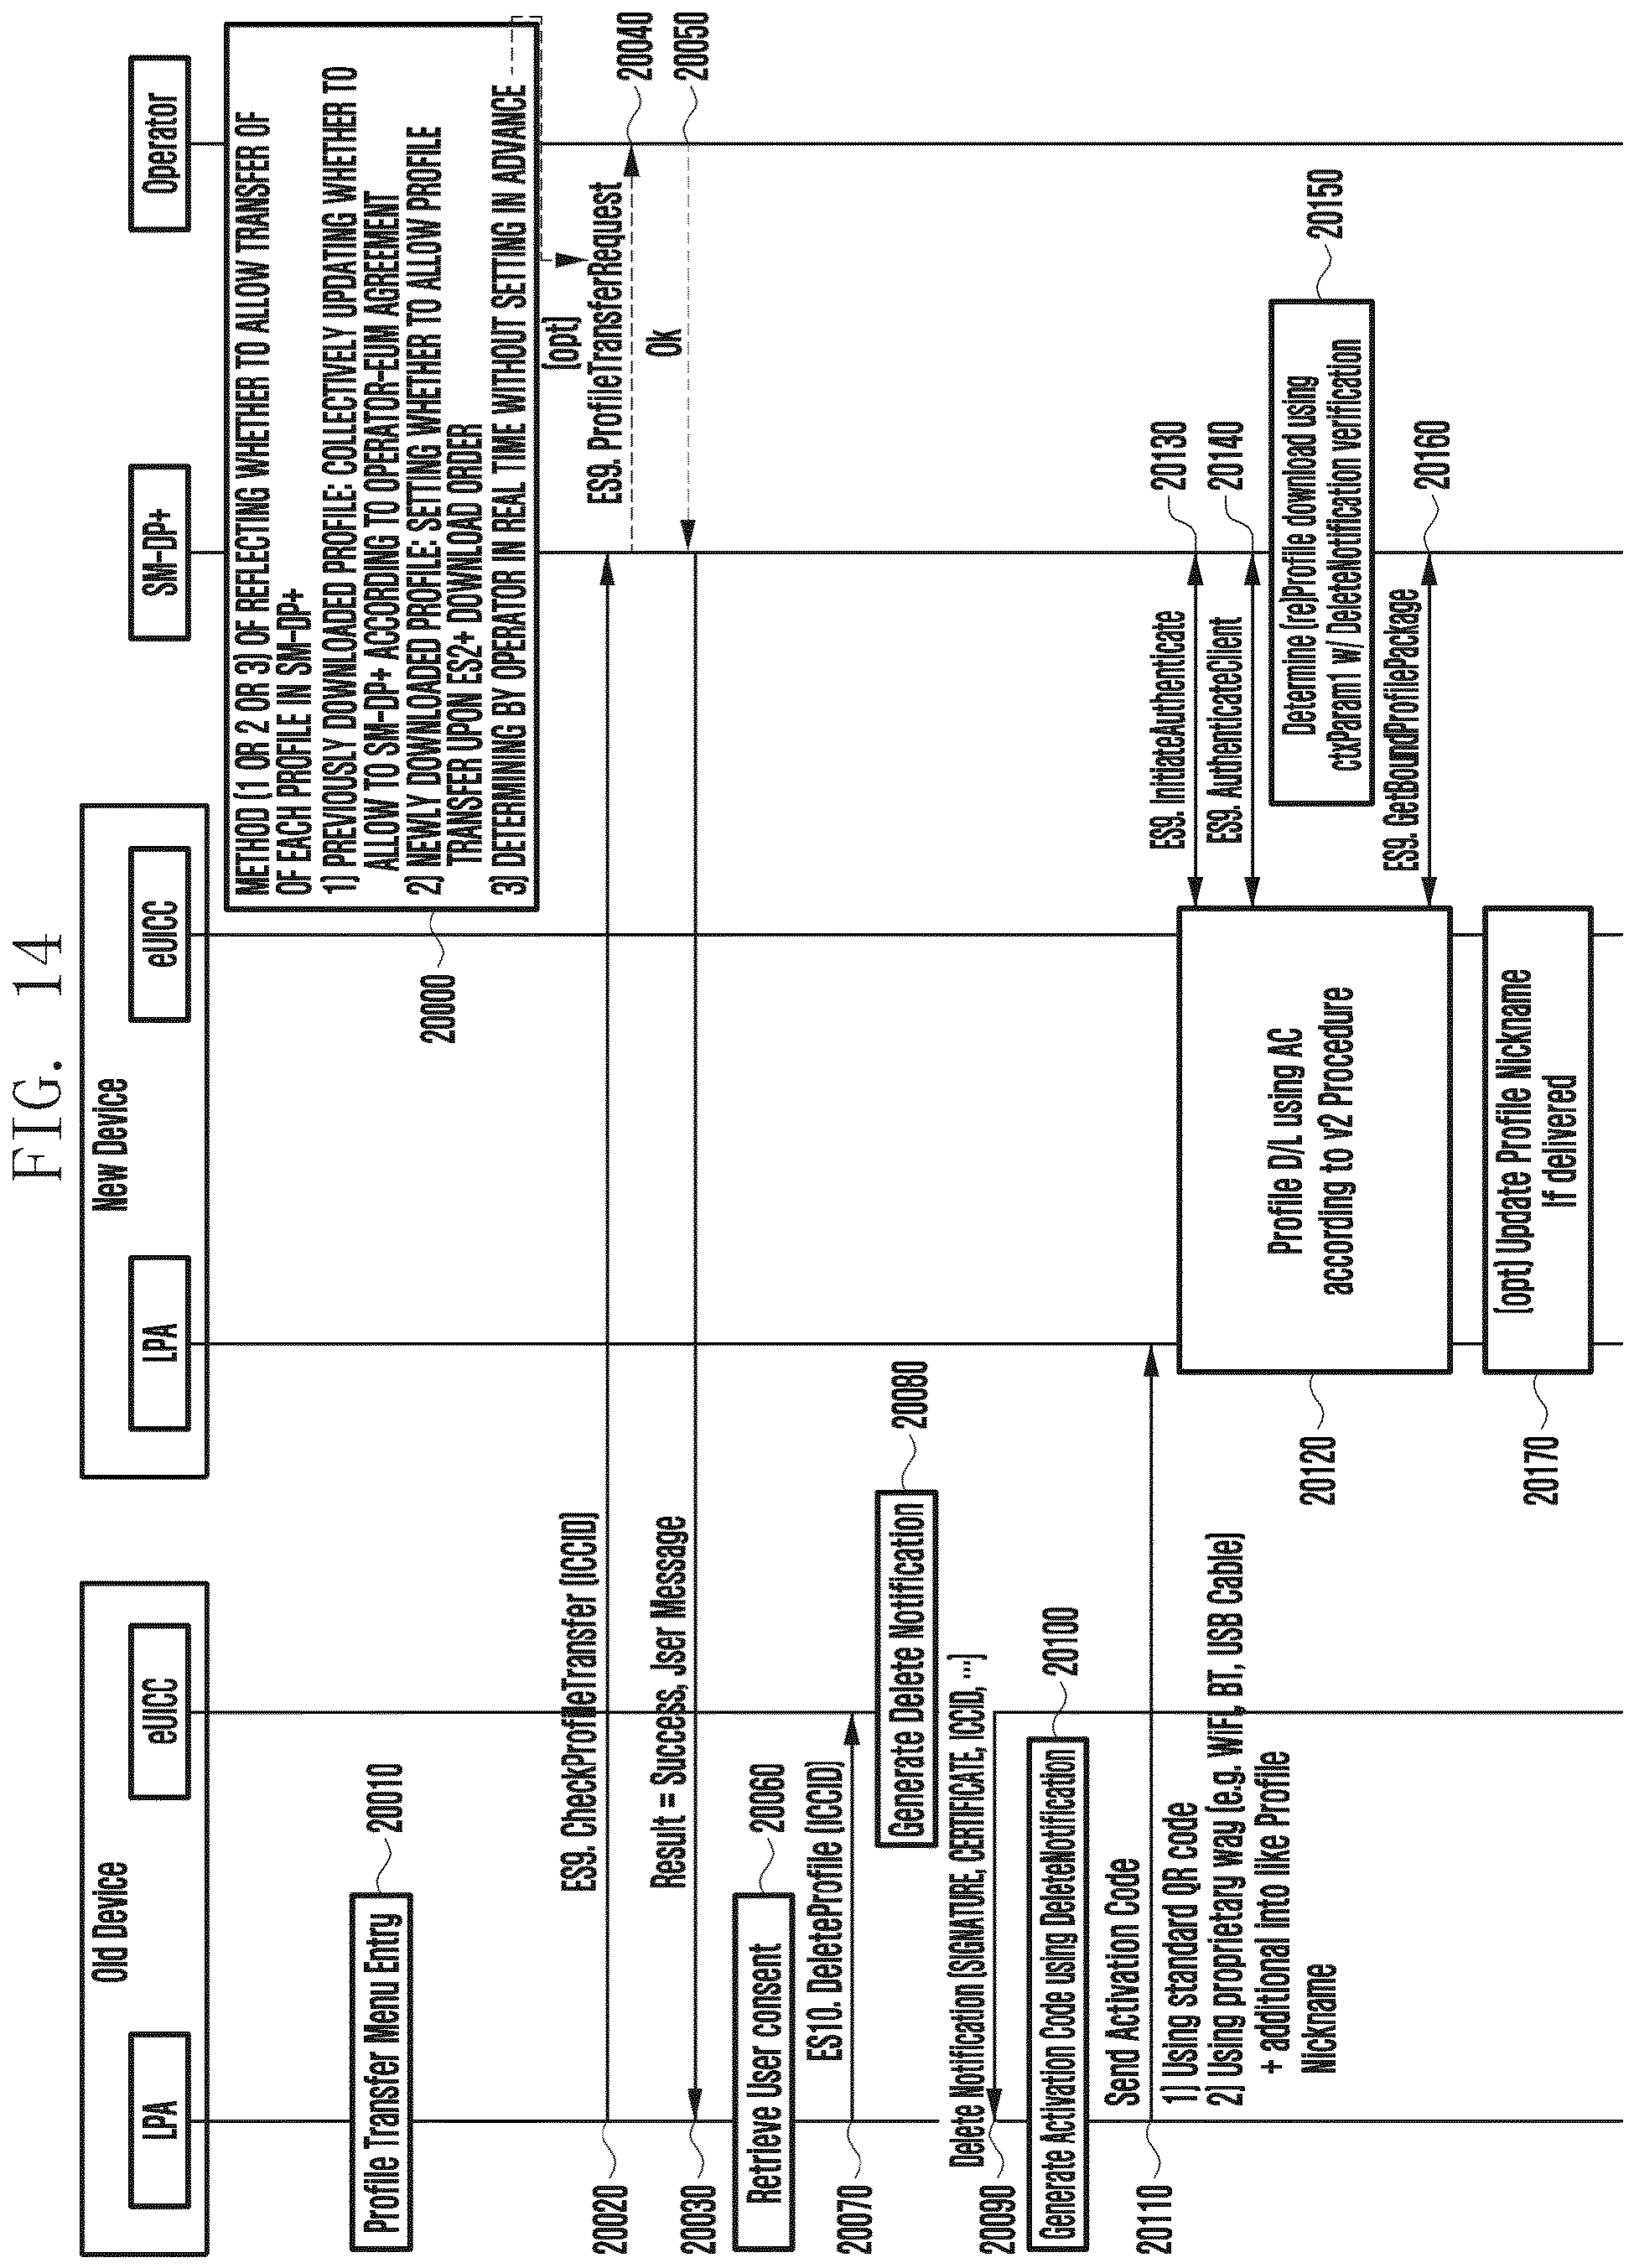 FIG. 14
Old Device
LPA
eUICC
New Device
LPA
eUICC
SM-DP+
Operator
METHOD (1 OR 2 OR 3) OF REFLECTING WHETHER TO ALLOW TRANSFER OF
OF EACH PROFILE IN SM-DP+
1) PREVIOUSLY DOWNLOADED PROFILE: COLLECTIVELY UPDATING WHETHER TO
ALLOW TO SM-DP+ ACCORDING TO OPERATOR-EUM AGREEMENT
2) NEWLY DOWNLOADED PROFILE: SETTING WHETHER TO ALLOW PROFILE
TRANSFER UPON ES2+ DOWNLOAD ORDER
3) DETERMINING BY OPERATOR IN REAL TIME WITHOUT SETTING IN ADVANCE
20000
Profile Transfer Menu Entry
20010
ES9. CheckProfileTransfer (ICCID)
20020
(opt)
ES9. ProfileTransferRequest
20040
Ok
20050
Result = Success, Jser Message
20030
Retrieve User consent
20060
ES10. DeleteProfile (ICCID)
20070
Generate Delete Notification
20080
Delete Notification (SIGNATURE, CERTIFICATE, ICCID, ...)
20090
Generate Activation Code using DeleteNotification
20100
Send Activation Code
20110
1) Using standard QR code
2) Using proprietary way (e.g. WiFi, BT, USB Cable)
+ additional into like Profile
Nickname
Profile D/L using AC
according to v2 Procedure
20120
ES9. InitiateAuthenticate
20130
ES9. AuthenticateClient
20140
Determine (re)Profile download using
ctxParam1 w/ DeleteNotification verification
20150
ES9. GetBoundProfilePackage
20160
(opt) Update Profile Nickname
If delivered
20170